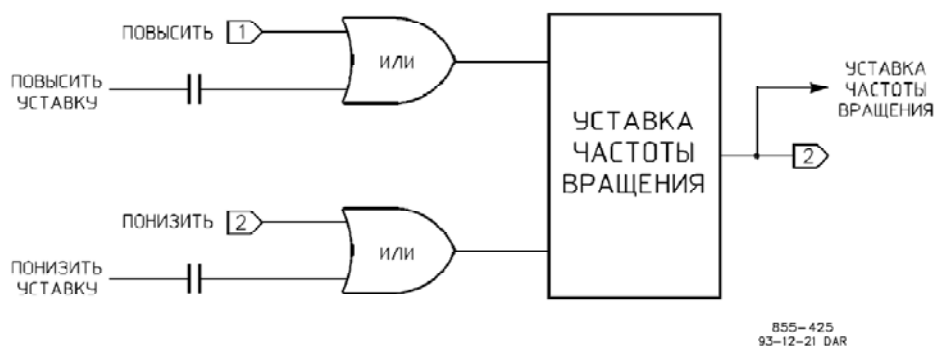 ПОВЫСИТЬ 1
ПОВЫСИТЬ
УСТАВКУ
ИЛИ
ПОНИЗИТЬ 2
ПОНИЗИТЬ
УСТАВКУ
ИЛИ
УСТАВКА
ЧАСТОТЫ
ВРАЩЕНИЯ
УСТАВКА
ЧАСТОТЫ
ВРАЩЕНИЯ
2
855-425
93-12-21 DAR